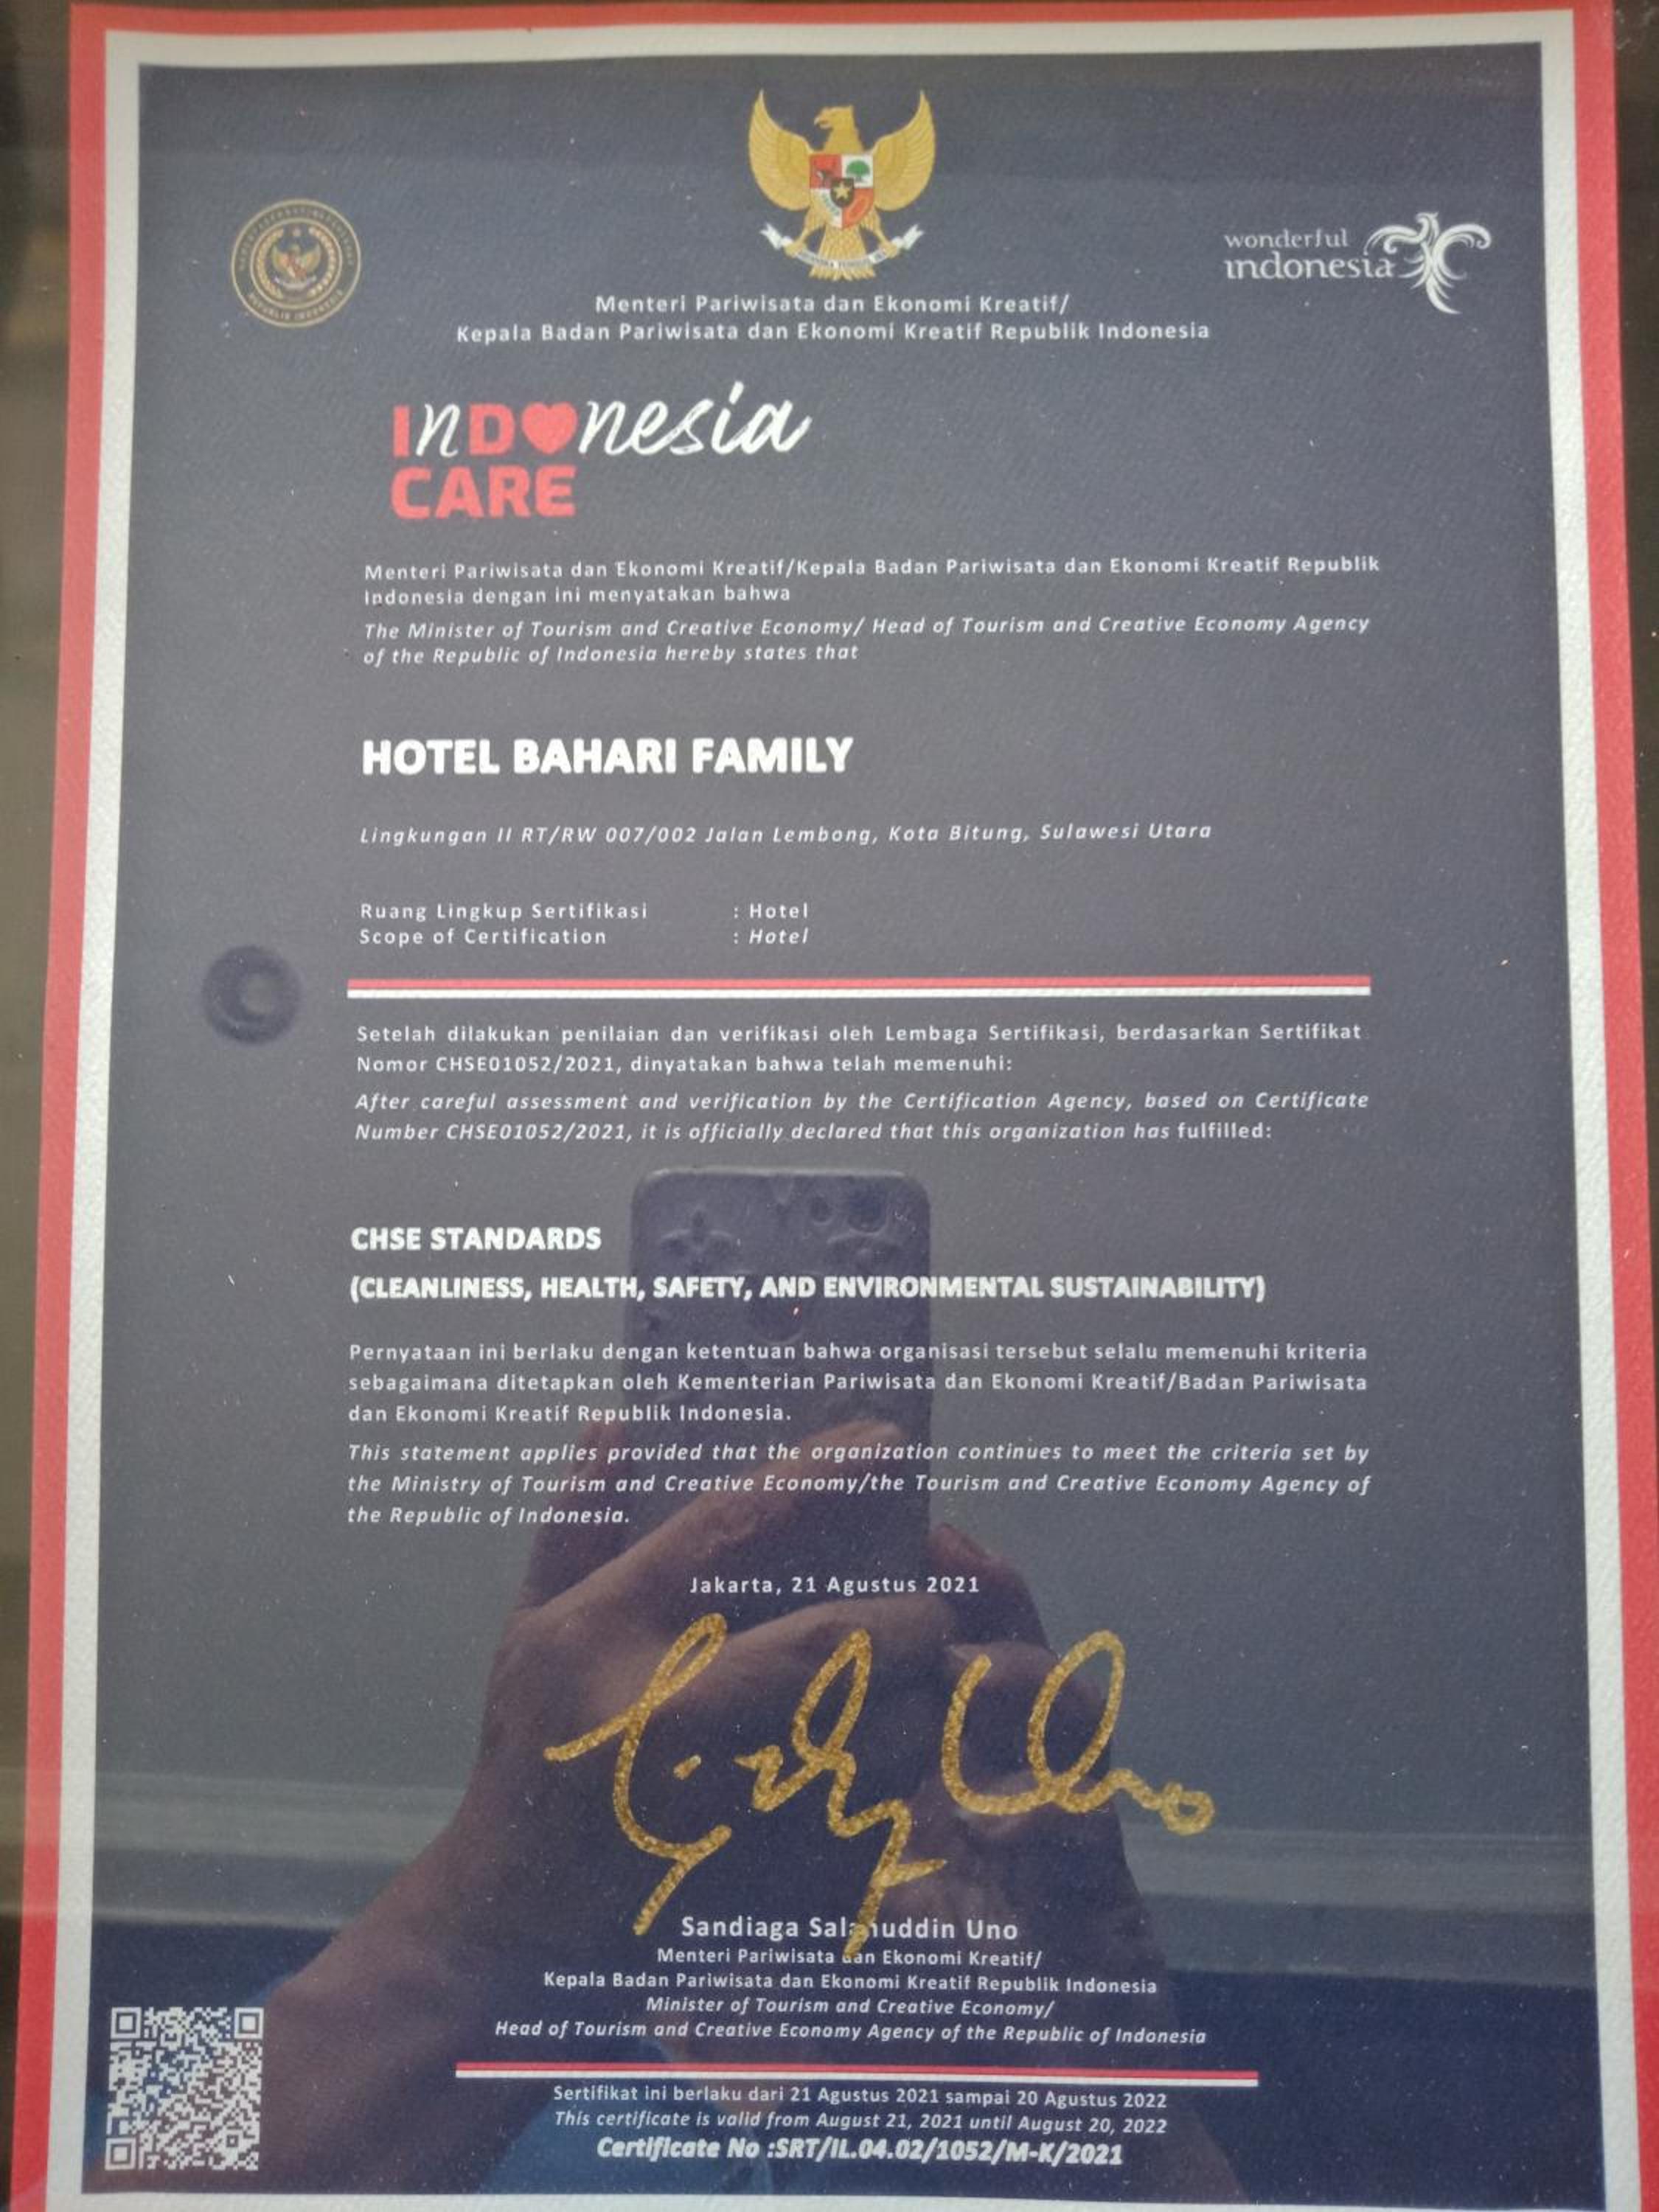 wonderful
indonesia
Menteri Pariwisata dan Ekonomi Kreatif/
Kepala Badan Pariwisata dan Ekonomi Kreatif Republik Indonesia
INDOnesia
CARE
Menteri Pariwisata dan Ekonomi Kreatif/Kepala Badan Pariwisata dan Ekonomi Kreatif Republik
Indonesia dengan ini menyatakan bahwa
The Minister of Tourism and Creative Economy/ Head of Tourism and Creative Economy Agency
of the Republic of Indonesia hereby states that
HOTEL BAHARI FAMILY
Lingkungan II RT/RW 007/002 Jalan Lembong, Kota Bitung, Sulawesi Utara
Ruang Lingkup Sertifikasi : Hotel
Scope of Certification : Hotel
Setelah dilakukan penilaian dan verifikasi oleh Lembaga Sertifikasi, berdasarkan Sertifikat
Nomor CHSE01052/2021, dinyatakan bahwa telah memenuhi:
After careful assessment and verification by the Certification Agency, based on Certificate
Number CHSE01052/2021, it is officially declared that this organization has fulfilled:
CHSE STANDARDS
(CLEANLINESS, HEALTH, SAFETY, AND ENVIRONMENTAL SUSTAINABILITY)
Pernyataan ini berlaku dengan ketentuan bahwa organisasi tersebut selalu memenuhi kriteria
sebagaimana ditetapkan oleh Kementerian Pariwisata dan Ekonomi Kreatif/Badan Pariwisata
dan Ekonomi Kreatif Republik Indonesia.
This statement applies provided that the organization continues to meet the criteria set by
the Ministry of Tourism and Creative Economy/the Tourism and Creative Economy Agency of
the Republic of Indonesia.
Jakarta, 21 Agustus 2021
Sandiaga Salahuddin Uno
Menteri Pariwisata dan Ekonomi Kreatif/
Kepala Badan Pariwisata dan Ekonomi Kreatif Republik Indonesia
Minister of Tourism and Creative Economy/
Head of Tourism and Creative Economy Agency of the Republic of Indonesia
Sertifikat ini berlaku dari 21 Agustus 2021 sampai 20 Agustus 2022
This certificate is valid from August 21, 2021 until August 20, 2022
Certificate No :SRT/IL.04.02/1052/M-K/2021